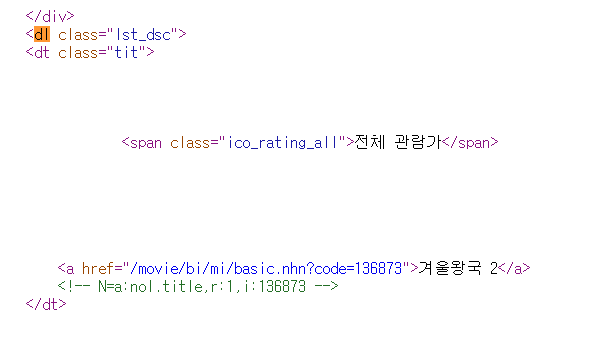 </div>
<dl class="lst_dsc">
<dt class="tit">
<span class="ico_rating_all">전체 관람가</span>
<a href="/movie/bi/mi/basic.nhn?code=136873">겨울왕국 2</a>
<!-- N=a:nol.title,r:1,i:136873 -->
</dt>